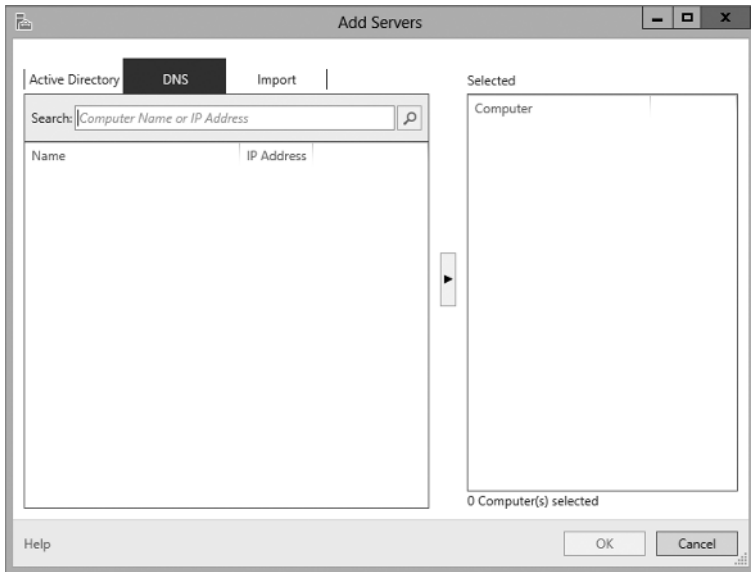 Add Servers
Active Directory DNS Import
Selected
Search: Computer Name or IP Address
Computer
Name IP Address
0 Computer(s) selected
Help OK Cancel